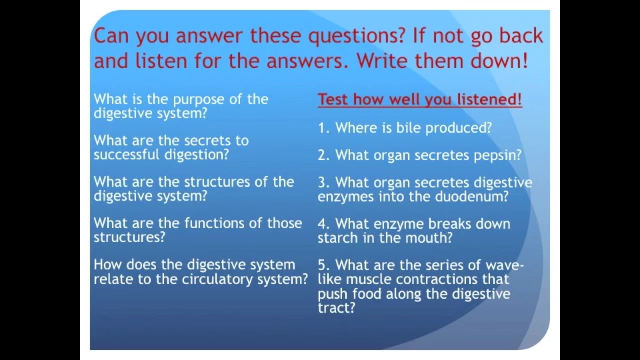 Can you answer these questions? If not go back
and listen for the answers. Write them down!
What is the purpose of the
digestive system?
What are the secrets to
successful digestion?
What are the structures of the
digestive system?
What are the functions of those
structures?
How does the digestive system
relate to the circulatory system?
Test how well you listened!
1. Where is bile produced?
2. What organ secretes pepsin?
3. What organ secretes digestive
enzymes into the duodenum?
4. What enzyme breaks down
starch in the mouth?
5. What are the series of wave-
like muscle contractions that
push food along the digestive
tract?